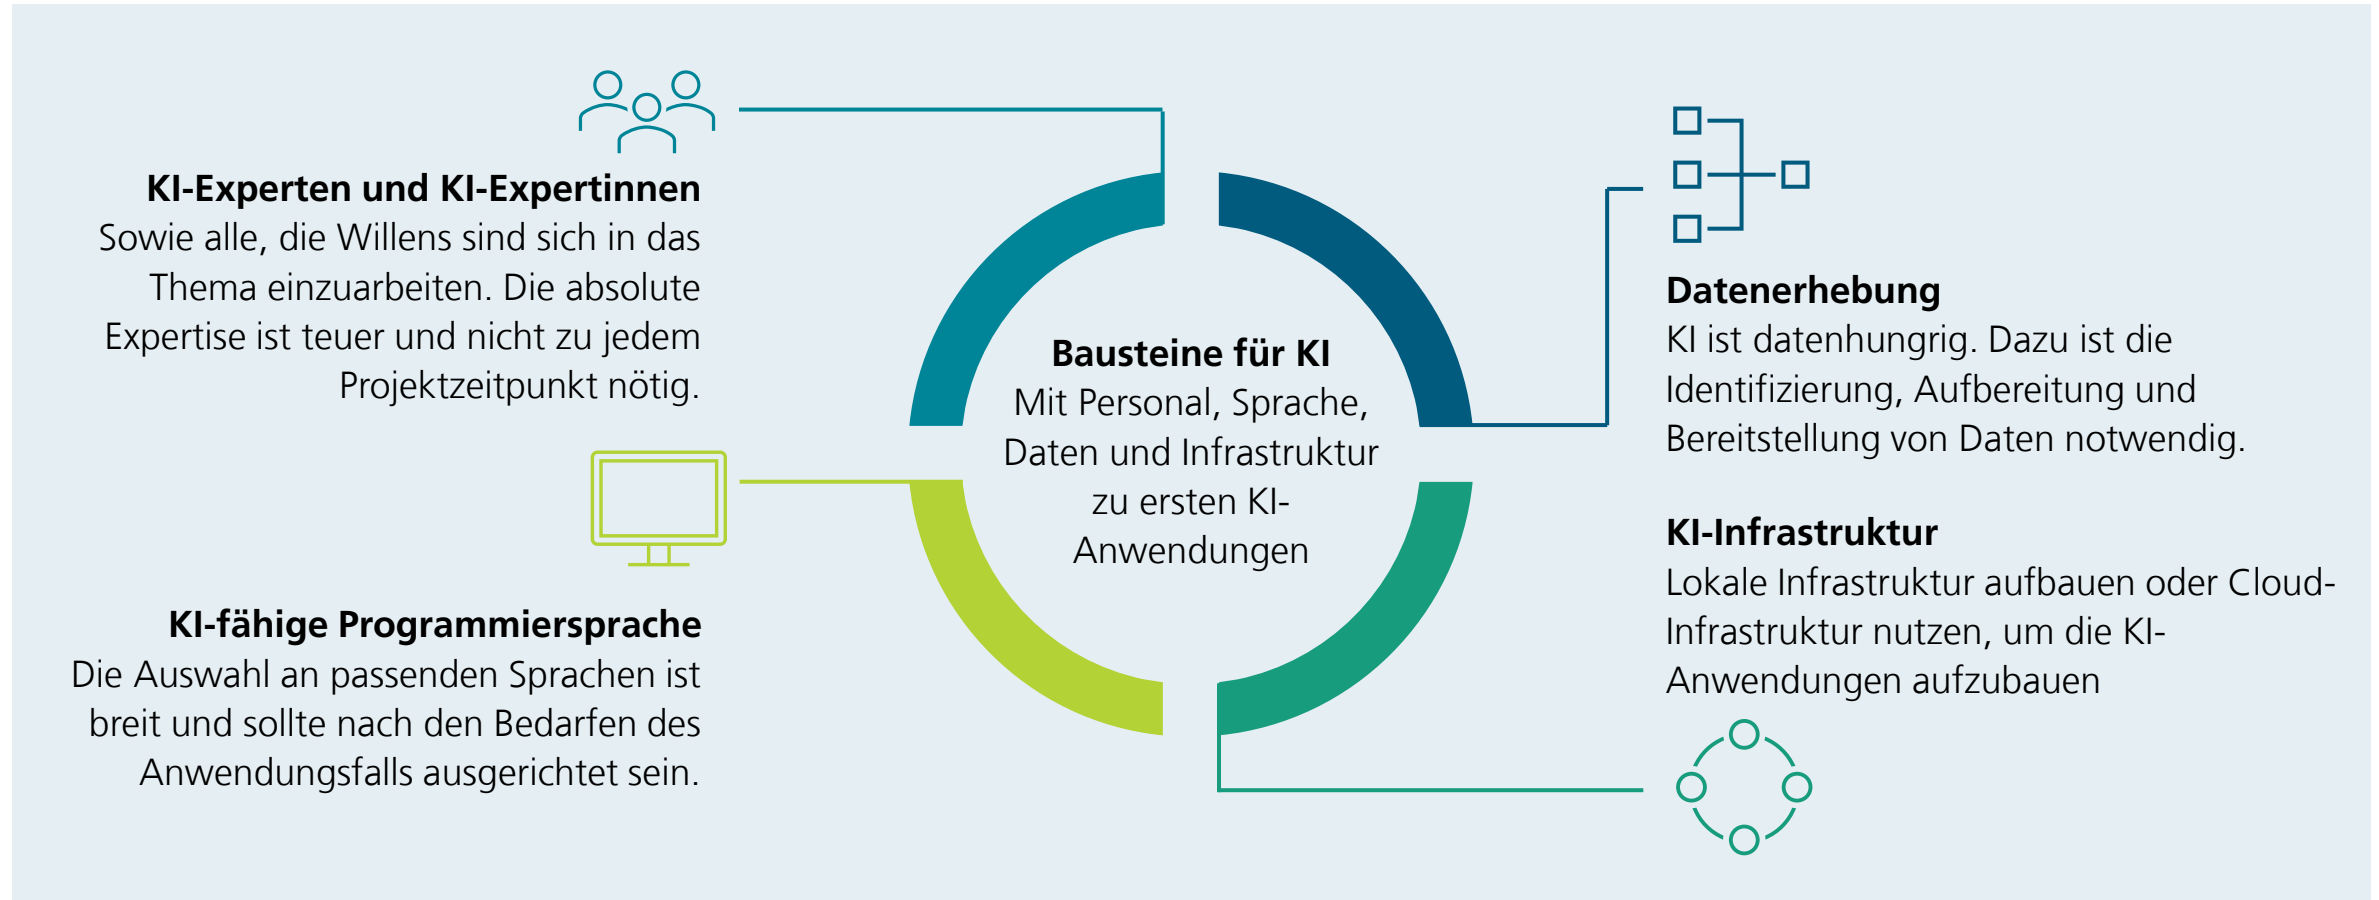 KI-Experten und KI-Expertinnen
Sowie alle, die Willens sind sich in das
Thema einzuarbeiten. Die absolute
Expertise ist teuer und nicht zu jedem
Projektzeitpunkt nötig.
KI-fähige Programmiersprache
Die Auswahl an passenden Sprachen ist
breit und sollte nach den Bedarfen des
Anwendungsfalls ausgerichtet sein.
Bausteine für KI
Mit Personal, Sprache,
Daten und Infrastruktur
zu ersten KI-
Anwendungen
Datenerhebung
KI ist datenhungrig. Dazu ist die
Identifizierung, Aufbereitung und
Bereitstellung von Daten notwendig.
KI-Infrastruktur
Lokale Infrastruktur aufbauen oder Cloud-
Infrastruktur nutzen, um die KI-
Anwendungen aufzubauen